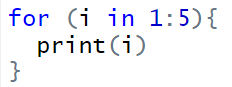 for (i in 1:5){
  print(i)
}